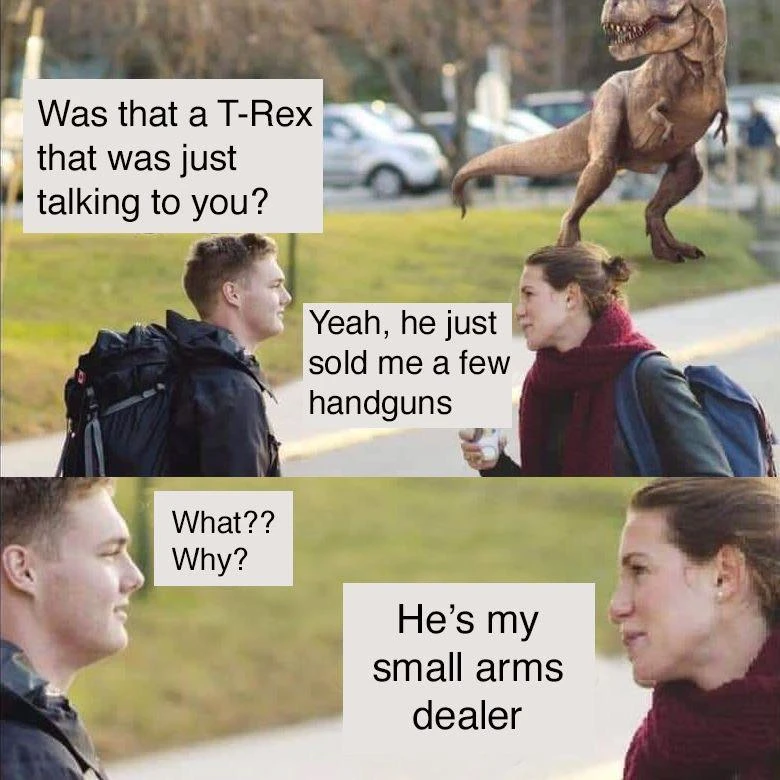 Was that a T-Rex
that was just
talking to you?
Yeah, he just
sold me a few
handguns
What??
Why?
He’s my
small arms
dealer